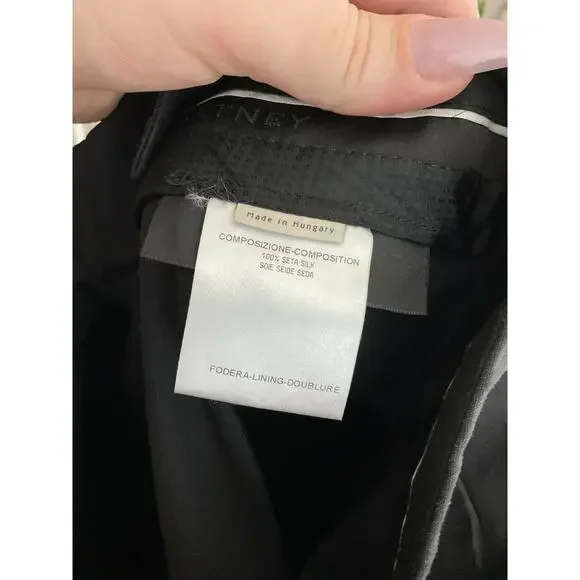 TNEY
Made in Hungary
COMPOSIZIONE-COMPOSITION
100% SETA SILK
SOIE SEIDE SEDA
FODERA-LINING-DOUBLURE